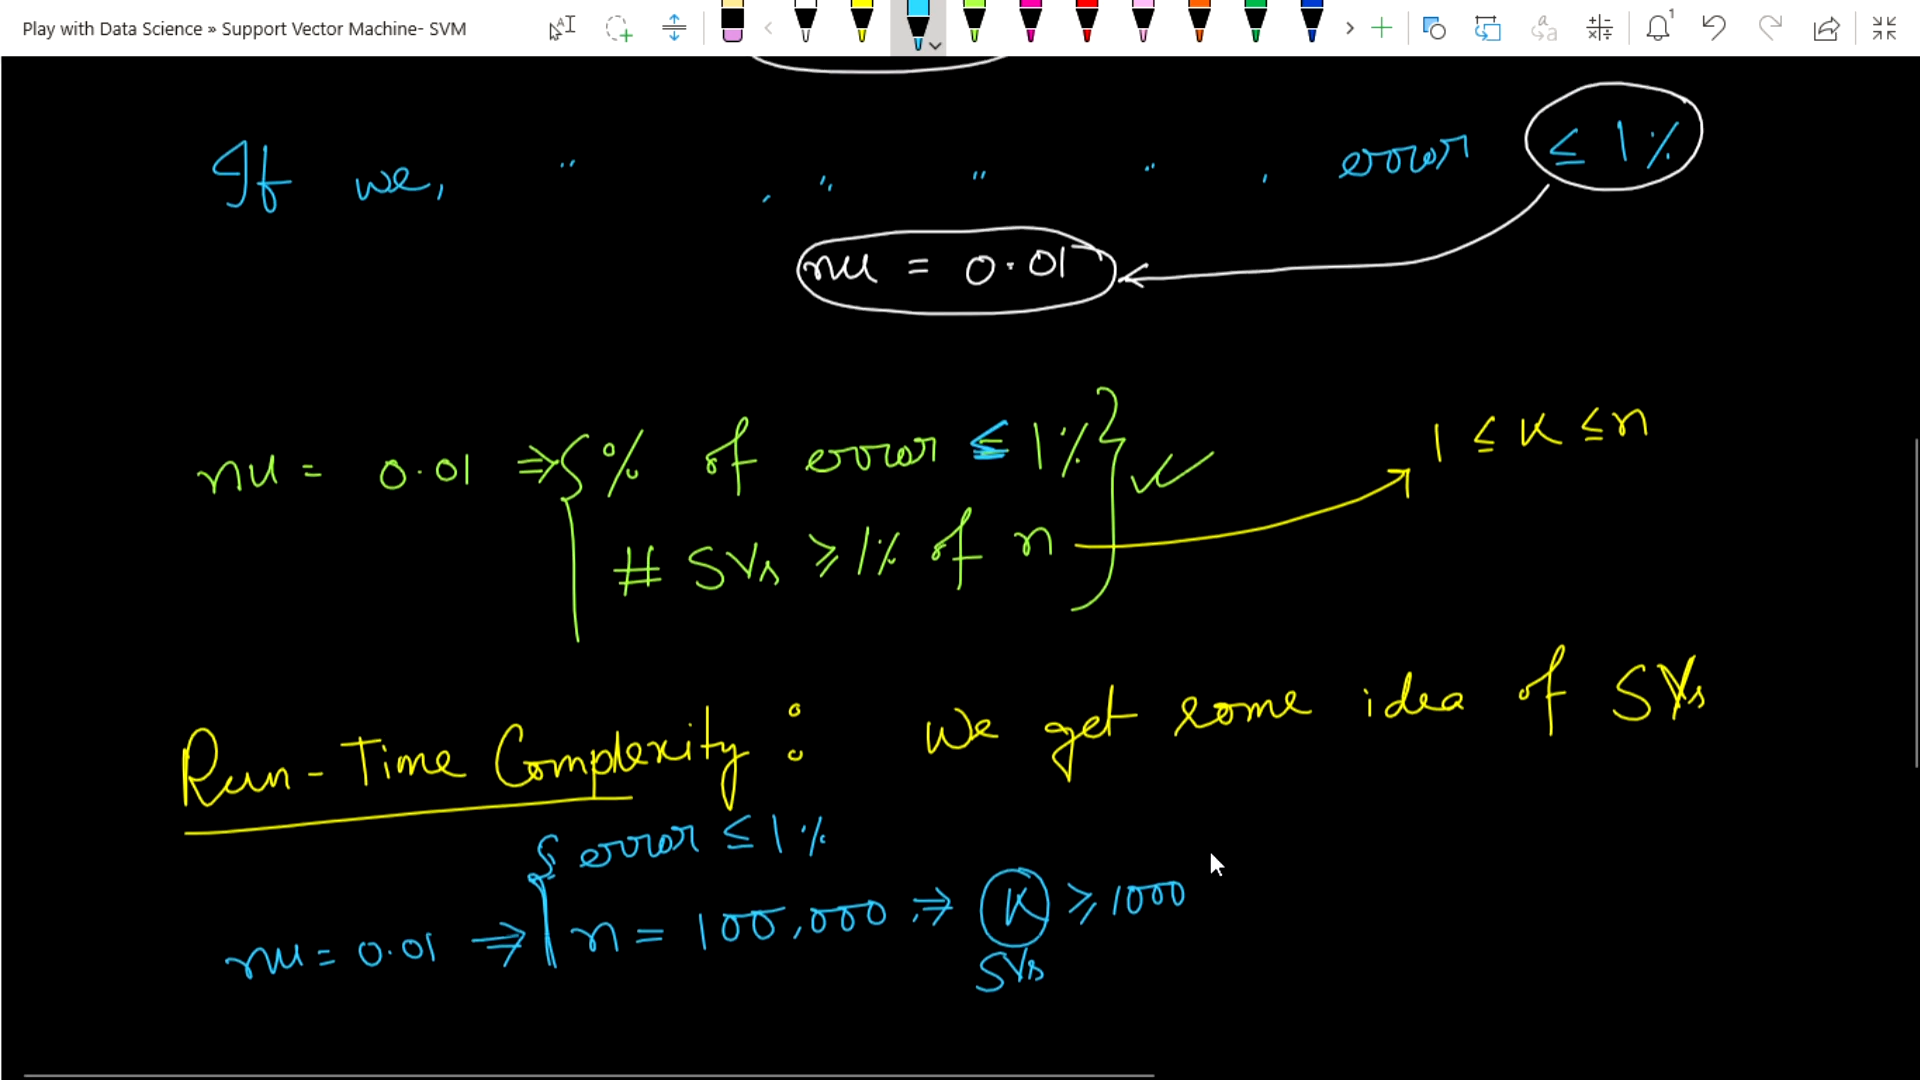 Play with Data Science » Support Vector Machine- SVM
If we, " , " " " , error ≤ 1%
nu = 0.01
nu = 0.01 ⇒ { % of error ≤ 1% }
1 ≤ K ≤ n
# SVs ≥ 1% of n
Run-Time Complexity : We get some idea of SVs
error ≤ 1%
nu = 0.01 ⇒ { n = 100,000 ⇒ K ≥ 1000
SVs